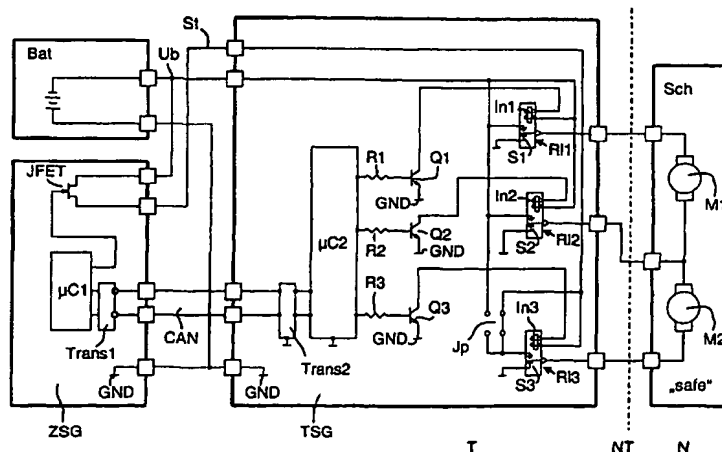 St
Bat
Ub
Sch
In1
JFET
R1
Q1
S1
Rl1
M1
GND
In2
µC2
R2
Q2
GND
S2
Rl2
µC1
R3
In3
Q3
M2
Trans1
CAN
Jp
GND
Trans2
S3
Rl3
GND
GND
„safe“
ZSG
TSG
T
NT
N